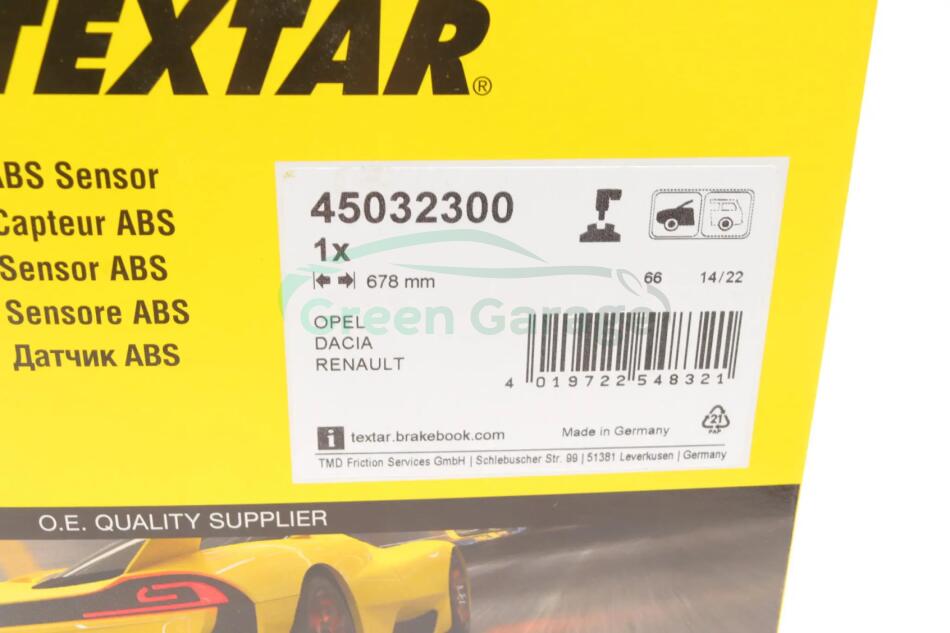 TEXTAR®
ABS Sensor
Capteur ABS
Sensor ABS
Sensore ABS
Датчик ABS
45032300
1x
678 mm
66 14/22
OPEL
DACIA
RENAULT
Green Garage
4 019722 548321
i textar.brakebook.com
Made in Germany
21
PAP
TMD Friction Services GmbH | Schlebuscher Str. 99 | 51381 Leverkusen | Germany
O.E. QUALITY SUPPLIER